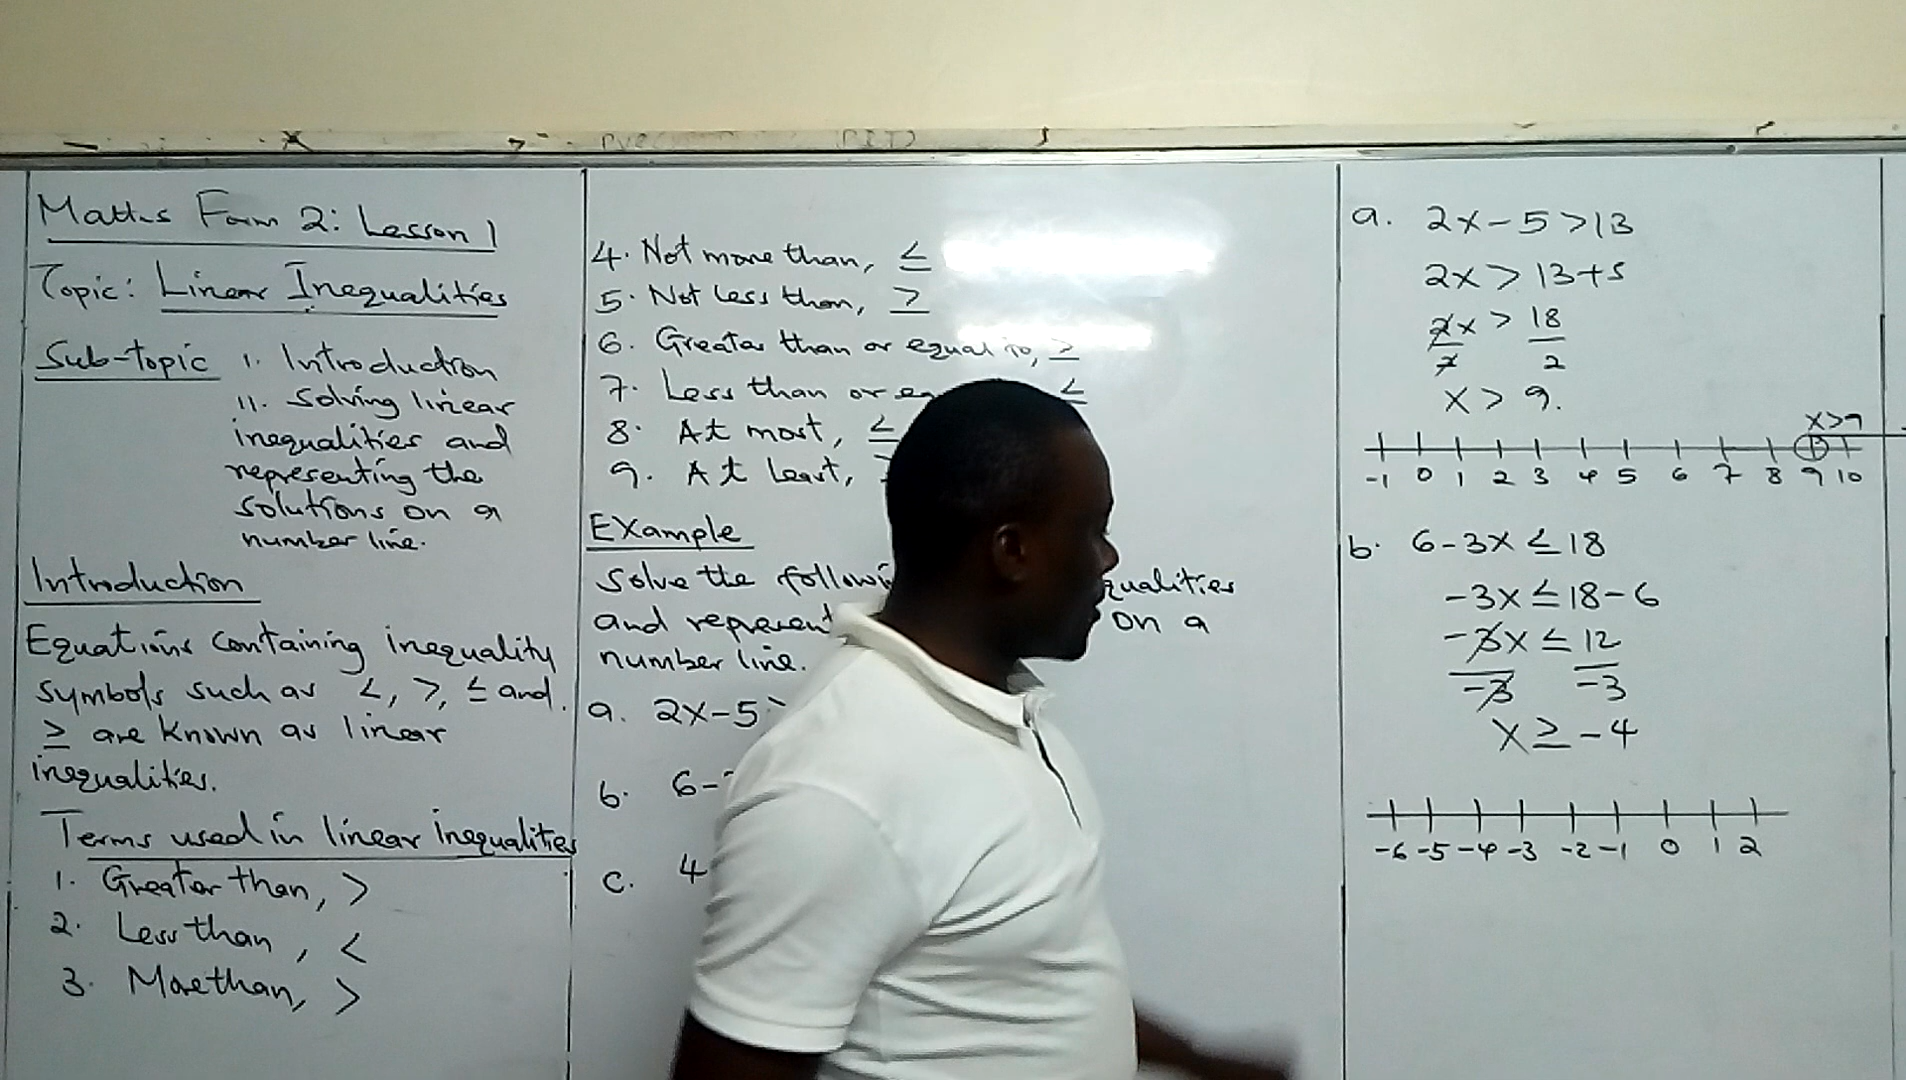 Maths Form 2: Lesson 1
Topic: Linear Inequalities
Sub-topic i. Introduction
ii. Solving linear
inequalities and
representing the
solutions on a
number line.
Introduction
Equations containing inequality
symbols such as <, >, ≤ and
≥ are known as linear
inequalities.
Terms used in linear inequalities
1. Greater than, >
2. Less than, <
3. More than, >
4. Not more than, ≤
5. Not less than, ≥
6. Greater than or equal to, ≥
7. Less than or ≤
8. At most, ≤
9. At least,
Example
Solve the
and on a
number line.
a. 2x-5
b. 6-
c. 4
a. 2x-5>13
2x > 13+5
2x > 18
2 2
x > 9.
x>9
-1 0 1 2 3 4 5 6 7 8 9 10
b. 6-3x ≤ 18
-3x ≤ 18-6
-3x ≤ 12
-3 -3
x ≥ -4
-6 -5 -4 -3 -2 -1 0 1 2